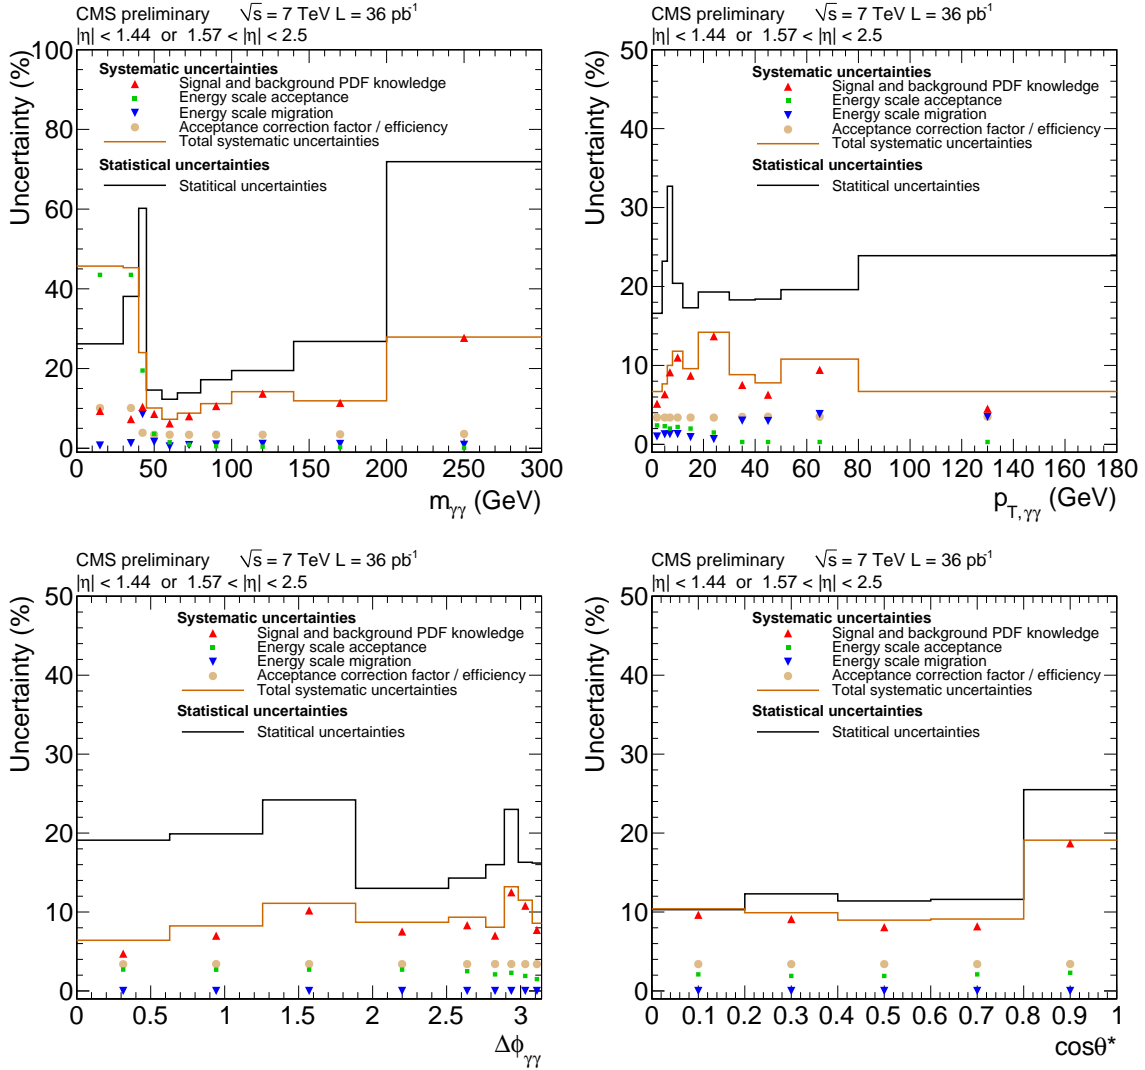 CMS preliminary √s = 7 TeV L = 36 pb⁻¹
|η| < 1.44 or 1.57 < |η| < 2.5
Uncertainty (%)
100
80
60
40
20
0
Systematic uncertainties
Signal and background PDF knowledge
Energy scale acceptance
Energy scale migration
Acceptance correction factor / efficiency
Total systematic uncertainties
Statistical uncertainties
Statitical uncertainties
0 50 100 150 200 250 300
m_γγ (GeV)
CMS preliminary √s = 7 TeV L = 36 pb⁻¹
|η| < 1.44 or 1.57 < |η| < 2.5
Uncertainty (%)
50
40
30
20
10
0
Systematic uncertainties
Signal and background PDF knowledge
Energy scale acceptance
Energy scale migration
Acceptance correction factor / efficiency
Total systematic uncertainties
Statistical uncertainties
Statitical uncertainties
0 20 40 60 80 100 120 140 160 180
p_T,γγ (GeV)
CMS preliminary √s = 7 TeV L = 36 pb⁻¹
|η| < 1.44 or 1.57 < |η| < 2.5
Uncertainty (%)
50
40
30
20
10
0
Systematic uncertainties
Signal and background PDF knowledge
Energy scale acceptance
Energy scale migration
Acceptance correction factor / efficiency
Total systematic uncertainties
Statistical uncertainties
Statitical uncertainties
0 0.5 1 1.5 2 2.5 3
Δϕ_γγ
CMS preliminary √s = 7 TeV L = 36 pb⁻¹
|η| < 1.44 or 1.57 < |η| < 2.5
Uncertainty (%)
50
40
30
20
10
0
Systematic uncertainties
Signal and background PDF knowledge
Energy scale acceptance
Energy scale migration
Acceptance correction factor / efficiency
Total systematic uncertainties
Statistical uncertainties
Statitical uncertainties
0 0.1 0.2 0.3 0.4 0.5 0.6 0.7 0.8 0.9 1
cosθ*